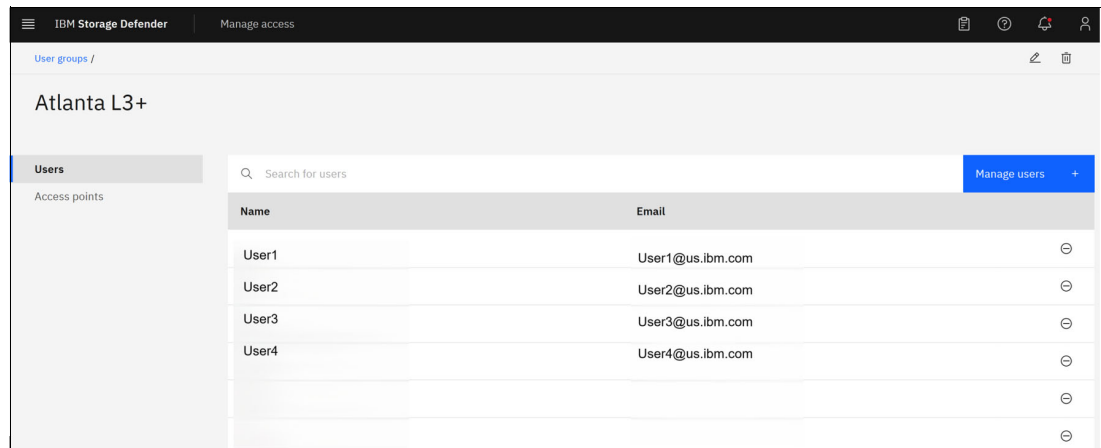 IBM Storage Defender Manage access
User groups /
Atlanta L3+
Users
Access points
Search for users
Manage users +
Name Email
User1 User1@us.ibm.com
User2 User2@us.ibm.com
User3 User3@us.ibm.com
User4 User4@us.ibm.com